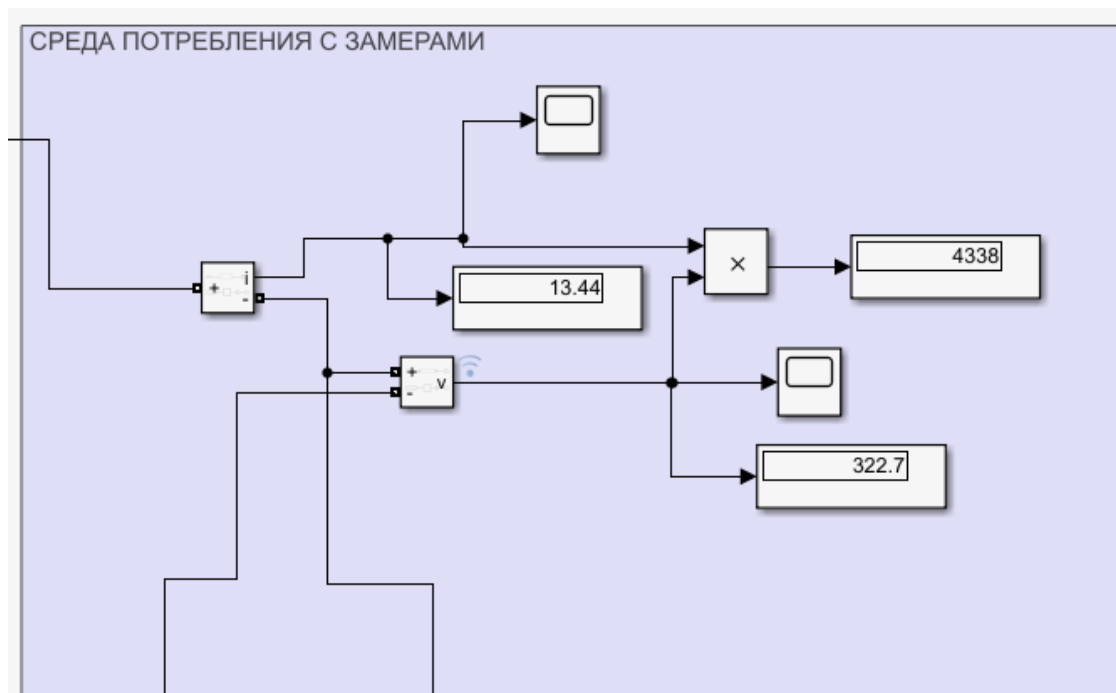 СРЕДА ПОТРЕБЛЕНИЯ С ЗАМЕРАМИ
×
4338
i
+
-
13.44
+
v
-
322.7